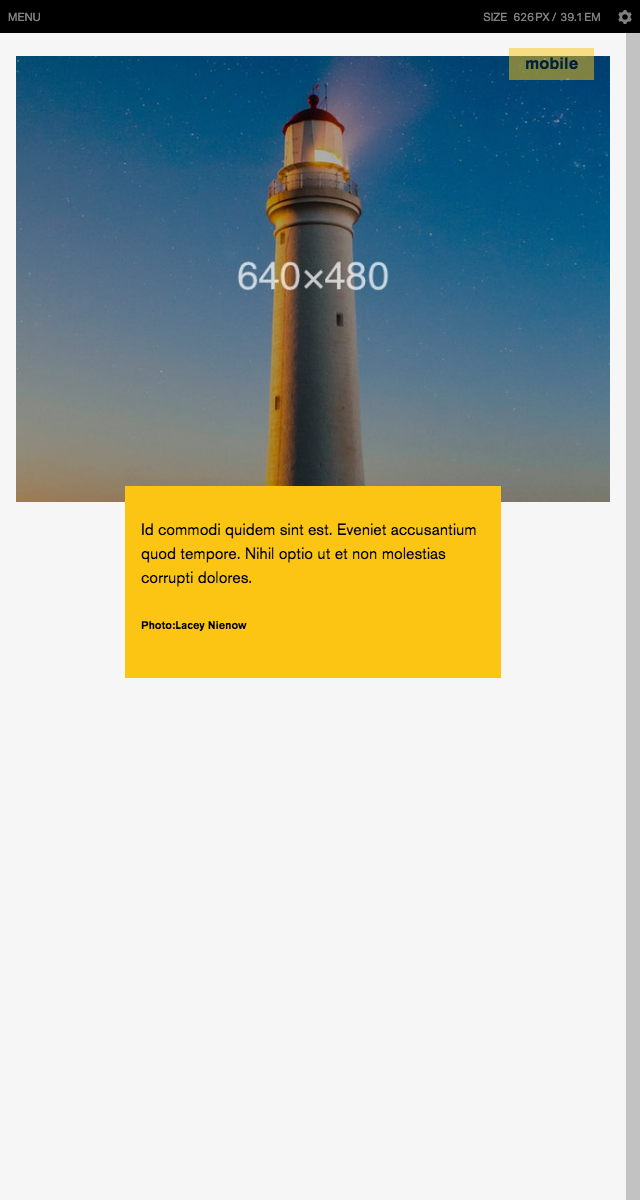 MENU
SIZE 626PX / 39.1EM
mobile
640×480
Id commodi quidem sint est. Eveniet accusantium
quod tempore. Nihil optio ut et non molestias
corrupti dolores.
Photo:Lacey Nienow